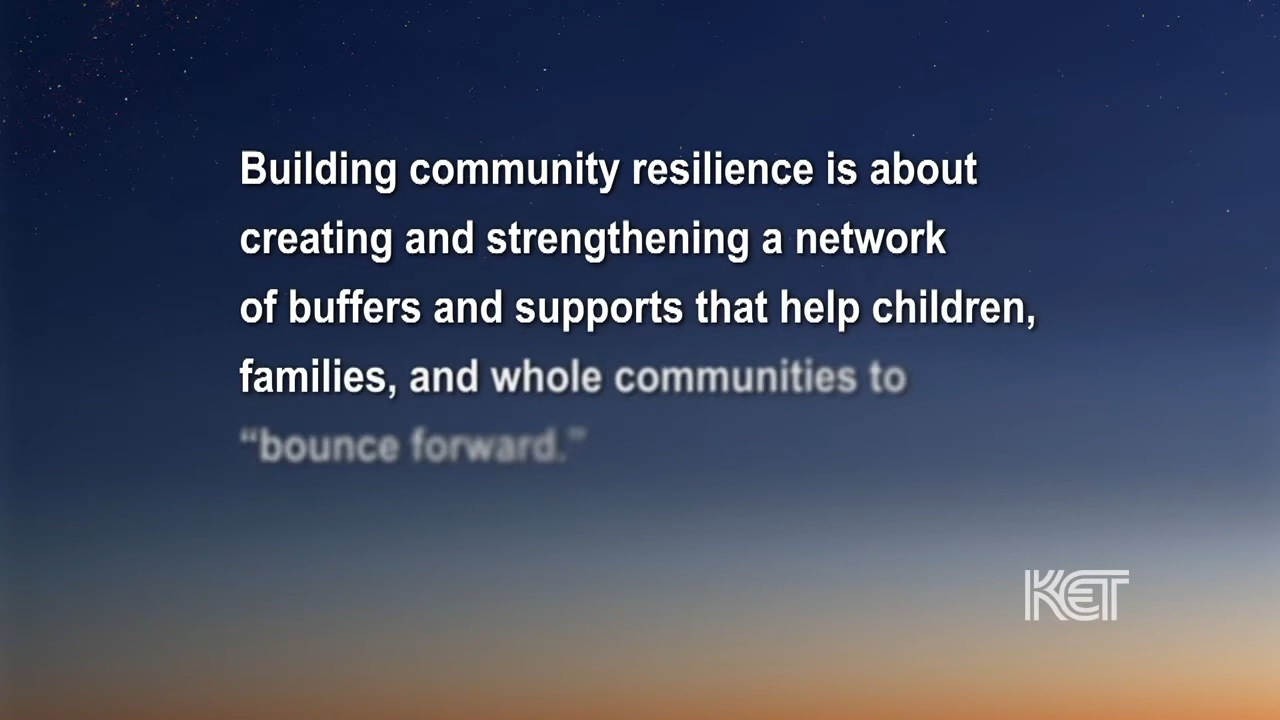 Building community resilience is about
creating and strengthening a network
of buffers and supports that help children,
families, and whole communities to
“bounce forward.”
KET